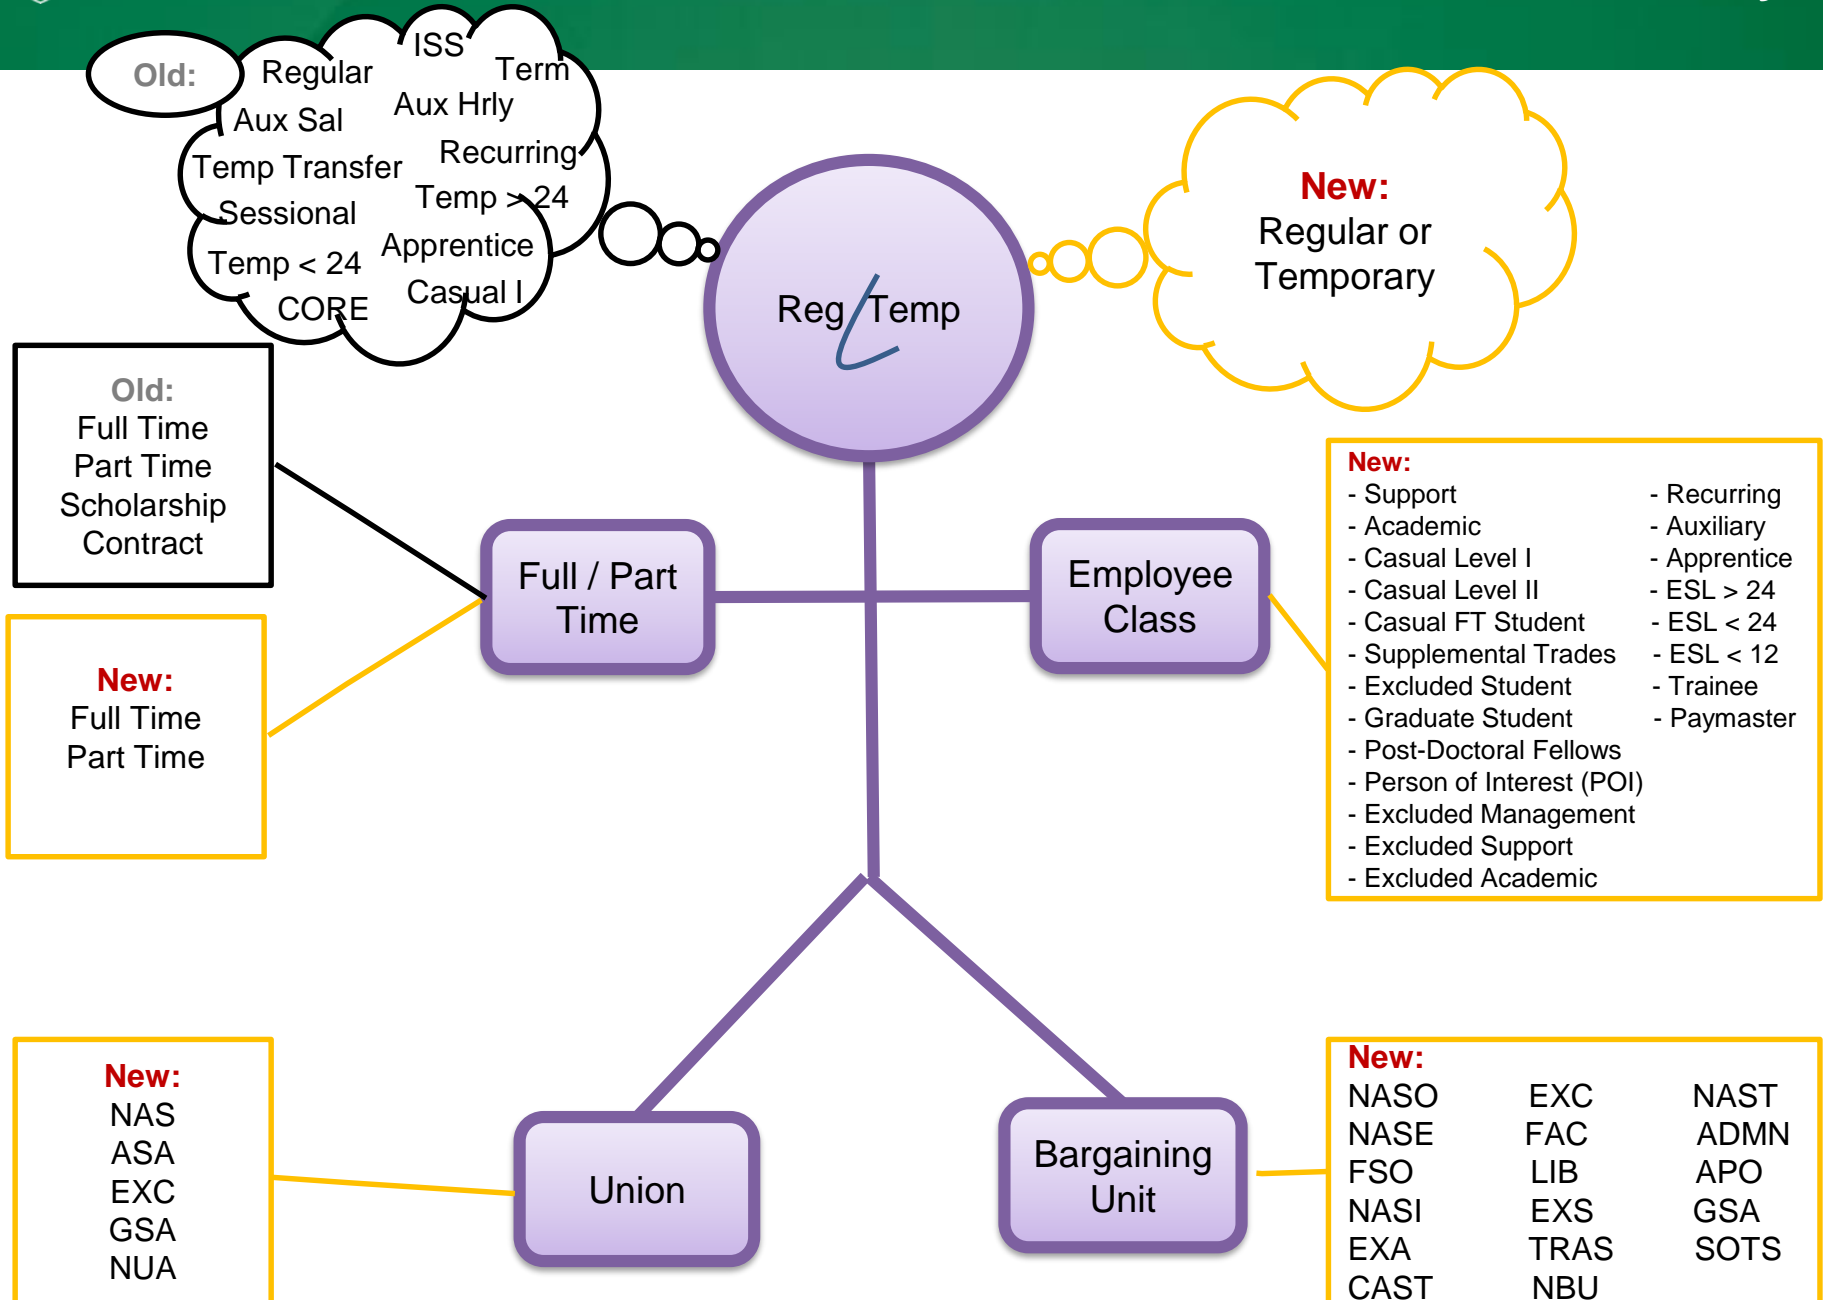 Old:
Regular
ISS
Term
Aux Sal
Aux Hrly
Temp Transfer
Recurring
Sessional
Temp > 24
Temp < 24
Apprentice
CORE
Casual I
Reg / Temp
New:
Regular or
Temporary
Old:
Full Time
Part Time
Scholarship
Contract
New:
Full Time
Part Time
Full / Part
Time
Employee
Class
New:
- Support - Recurring
- Academic - Auxiliary
- Casual Level I - Apprentice
- Casual Level II - ESL > 24
- Casual FT Student - ESL < 24
- Supplemental Trades - ESL < 12
- Excluded Student - Trainee
- Graduate Student - Paymaster
- Post-Doctoral Fellows
- Person of Interest (POI)
- Excluded Management
- Excluded Support
- Excluded Academic
New:
NAS
ASA
EXC
GSA
NUA
Union
Bargaining
Unit
New:
NASO EXC NAST
NASE FAC ADMN
FSO LIB APO
NASI EXS GSA
EXA TRAS SOTS
CAST NBU